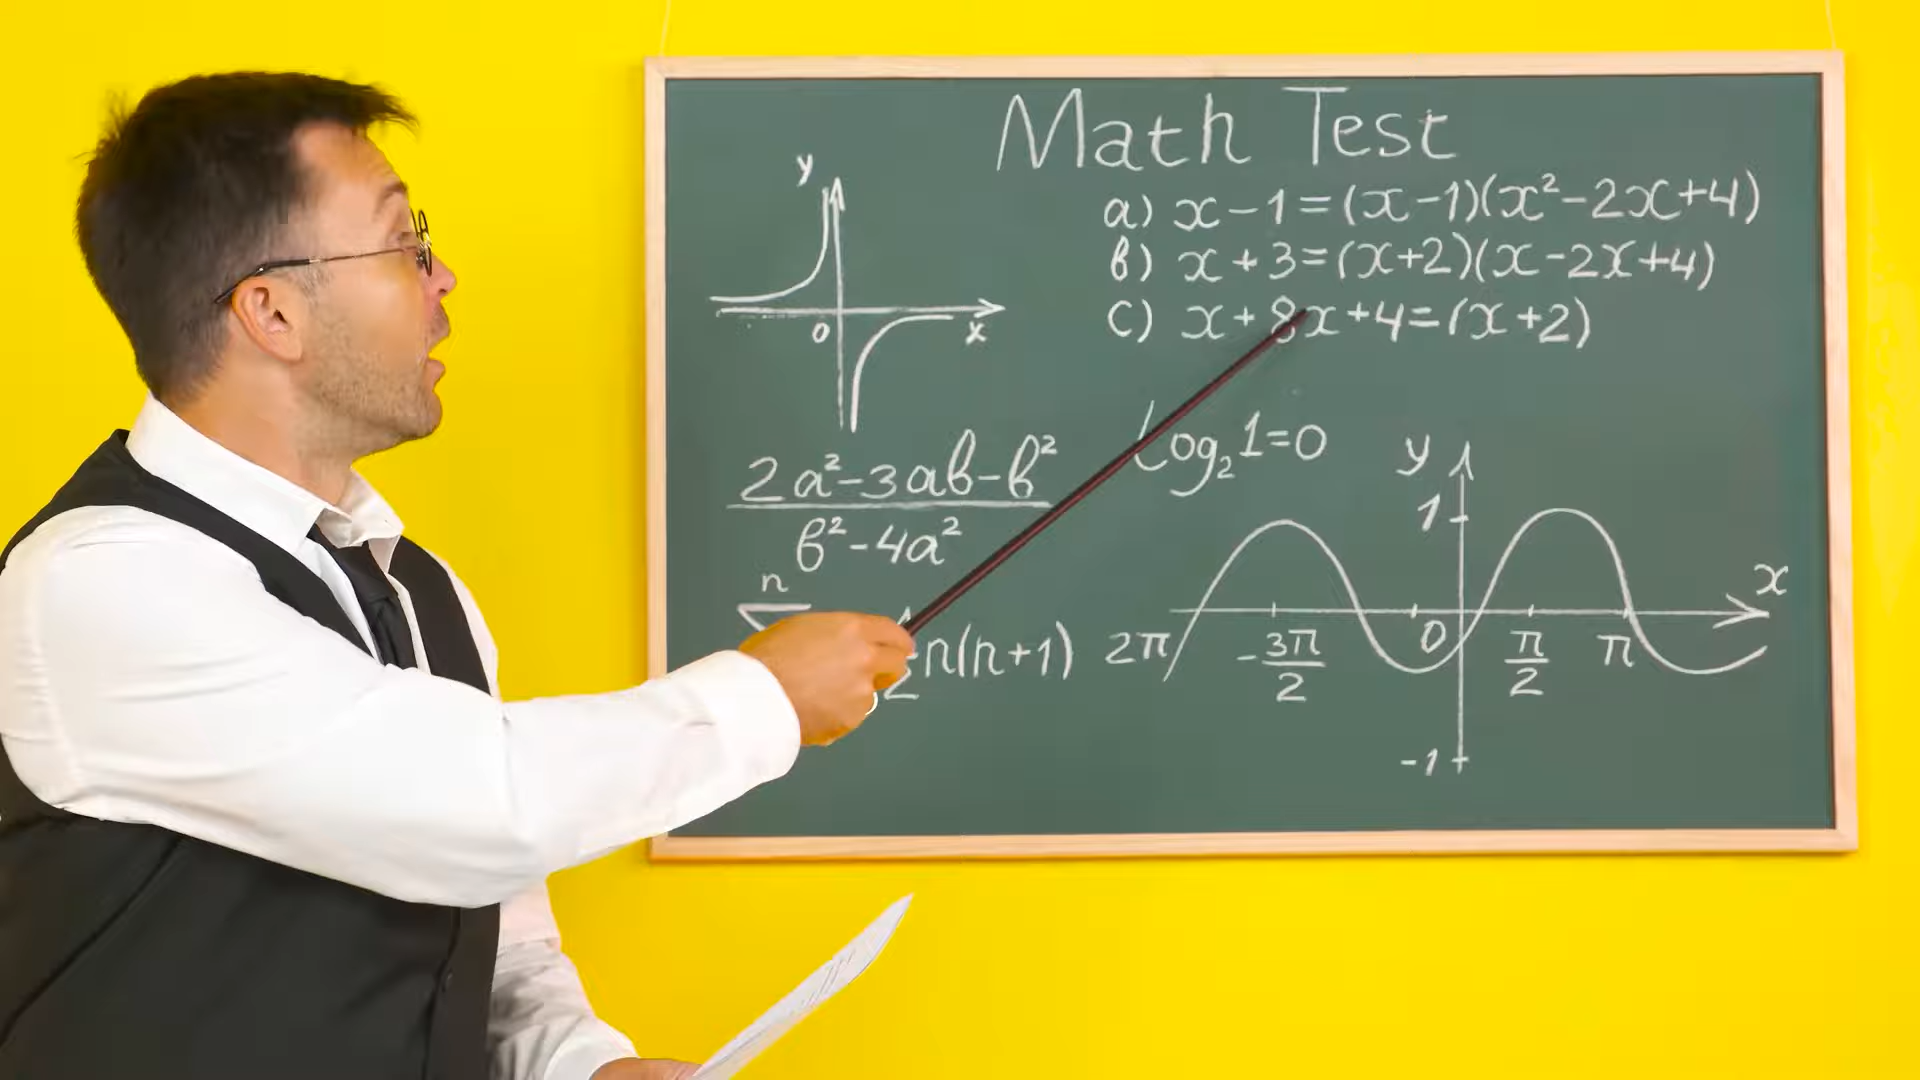 Math Test
a) x-1=(x-1)(x²-2x+4)
b) x+3=(x+2)(x-2x+4)
c) x+8x+4=(x+2)
y
0
x
2a²-3ab-b²
b²-4a²
Log₂1=0
n
n(n+1)
y
1
x
2π
-3π
2
0
π
2
π
-1